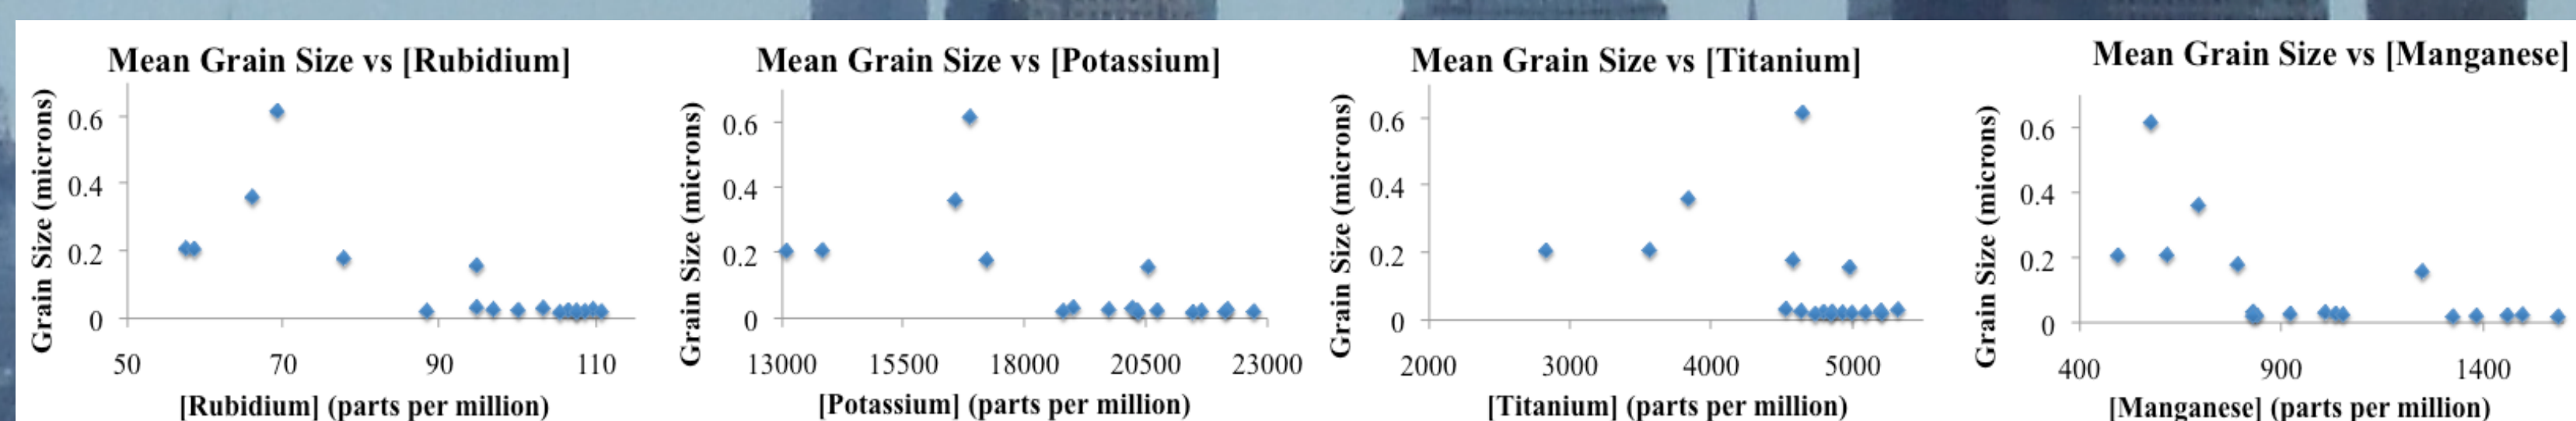 Mean Grain Size vs [Rubidium]
Grain Size (microns)
0.6
0.4
0.2
0
50 70 90 110
[Rubidium] (parts per million)
Mean Grain Size vs [Potassium]
Grain Size (microns)
0.6
0.4
0.2
0
13000 15500 18000 20500 23000
[Potassium] (parts per million)
Mean Grain Size vs [Titanium]
Grain Size (microns)
0.6
0.4
0.2
0
2000 3000 4000 5000
[Titanium] (parts per million)
Mean Grain Size vs [Manganese]
Grain Size (microns)
0.6
0.4
0.2
0
400 900 1400
[Manganese] (parts per million)